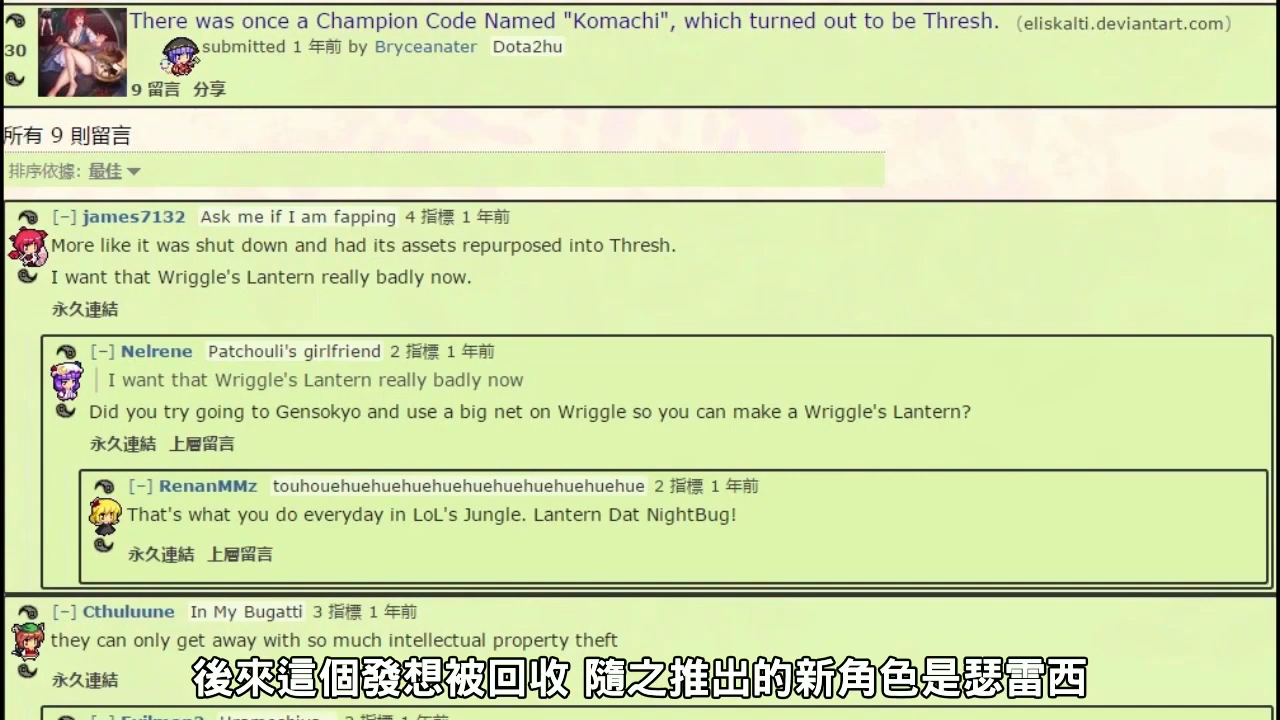 There was once a Champion Code Named "Komachi", which turned out to be Thresh. (eliskalti.deviantart.com)
30
submitted 1 年前 by Bryceanater Dota2hu
9 留言 分享
所有 9 則留言
排序依據: 最佳
[-] james7132 Ask me if I am fapping 4 指標 1 年前
More like it was shut down and had its assets repurposed into Thresh.
I want that Wriggle's Lantern really badly now.
永久連結
[-] Nelrene Patchouli's girlfriend 2 指標 1 年前
I want that Wriggle's Lantern really badly now
Did you try going to Gensokyo and use a big net on Wriggle so you can make a Wriggle's Lantern?
永久連結 上層留言
[-] RenanMMz touhouehuehuehuehuehuehuehuehuehuehuehue 2 指標 1 年前
That's what you do everyday in LoL's Jungle. Lantern Dat NightBug!
永久連結 上層留言
[-] Cthuluune In My Bugatti 3 指標 1 年前
they can only get away with so much intellectual property theft
永久連結
後來這個發想被回收 隨之推出的新角色是瑟雷西